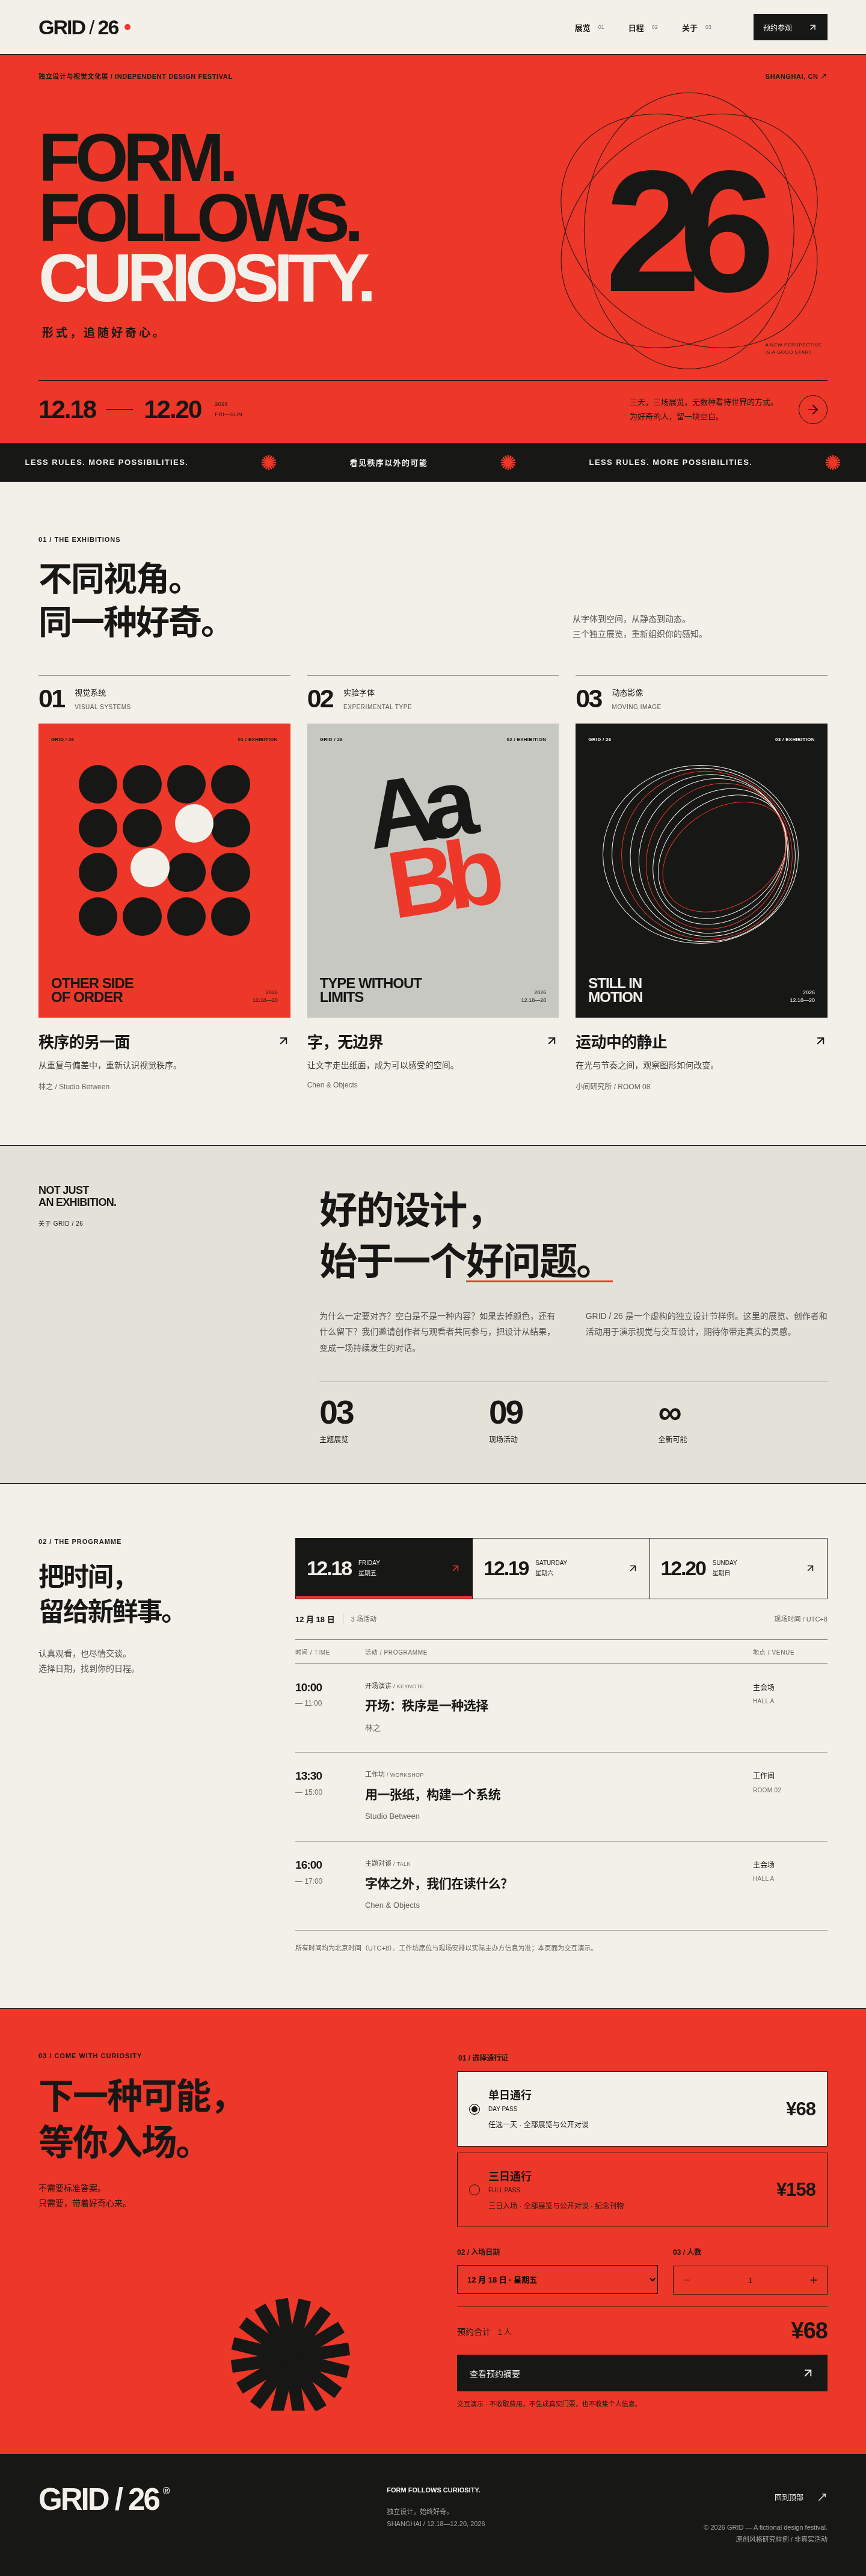 GRID / 26
展览 01
日程 02
关于 03
预约参观
独立设计与视觉文化展 / INDEPENDENT DESIGN FESTIVAL
SHANGHAI, CN ↗
FORM.
FOLLOWS.
CURIOSITY.
形式，追随好奇心。
26
A NEW PERSPECTIVE
IS A GOOD START.
12.18 — 12.20
2026
FRI—SUN
三天，三场展览，无数种看待世界的方式。
为好奇的人，留一块空白。
LESS RULES. MORE POSSIBILITIES.
看见秩序以外的可能
LESS RULES. MORE POSSIBILITIES.
01 / THE EXHIBITIONS
不同视角。
同一种好奇。
从字体到空间，从静态到动态。
三个独立展览，重新组织你的感知。
01
视觉系统
VISUAL SYSTEMS
GRID / 26
01 / EXHIBITION
OTHER SIDE
OF ORDER
2026
12.18—20
秩序的另一面
从重复与偏差中，重新认识视觉秩序。
林之 / Studio Between
02
实验字体
EXPERIMENTAL TYPE
GRID / 26
02 / EXHIBITION
Aa
Bb
TYPE WITHOUT
LIMITS
2026
12.18—20
字，无边界
让文字走出纸面，成为可以感受的空间。
Chen & Objects
03
动态影像
MOVING IMAGE
GRID / 26
03 / EXHIBITION
STILL IN
MOTION
2026
12.18—20
运动中的静止
在光与节奏之间，观察图形如何改变。
小间研究所 / ROOM 08
NOT JUST
AN EXHIBITION.
关于 GRID / 26
好的设计，
始于一个好问题。
为什么一定要对齐？空白是不是一种内容？如果去掉颜色，还有
什么留下？我们邀请创作者与观看者共同参与，把设计从结果，
变成一场持续发生的对话。
GRID / 26 是一个虚构的独立设计节样例。这里的展览、创作者和
活动用于演示视觉与交互设计，期待你带走真实的灵感。
03
主题展览
09
现场活动
∞
全新可能
02 / THE PROGRAMME
把时间，
留给新鲜事。
认真观看，也尽情交谈。
选择日期，找到你的日程。
12.18
FRIDAY
星期五
12.19
SATURDAY
星期六
12.20
SUNDAY
星期日
12 月 18 日
3 场活动
现场时间 / UTC+8
时间 / TIME
活动 / PROGRAMME
地点 / VENUE
10:00
— 11:00
开场演讲 / KEYNOTE
开场：秩序是一种选择
林之
主会场
HALL A
13:30
— 15:00
工作坊 / WORKSHOP
用一张纸，构建一个系统
Studio Between
工作间
ROOM 02
16:00
— 17:00
主题对谈 / TALK
字体之外，我们在读什么？
Chen & Objects
主会场
HALL A
所有时间均为北京时间（UTC+8）。工作坊席位与现场安排以实际主办方信息为准；本页面为交互演示。
03 / COME WITH CURIOSITY
下一种可能，
等你入场。
不需要标准答案。
只需要，带着好奇心来。
01 / 选择通行证
单日通行
DAY PASS
任选一天 · 全部展览与公开对谈
¥68
三日通行
FULL PASS
三日入场 · 全部展览与公开对谈 · 纪念刊物
¥158
02 / 入场日期
12 月 18 日 · 星期五
03 / 人数
− 1 +
预约合计 1 人
¥68
查看预约摘要
交互演示 · 不收取费用，不生成真实门票，也不收集个人信息。
GRID / 26 ®
FORM FOLLOWS CURIOSITY.
独立设计，始终好奇。
SHANGHAI / 12.18—12.20, 2026
回到顶部 ↗
© 2026 GRID — A fictional design festival.
原创风格研究样例 / 非真实活动